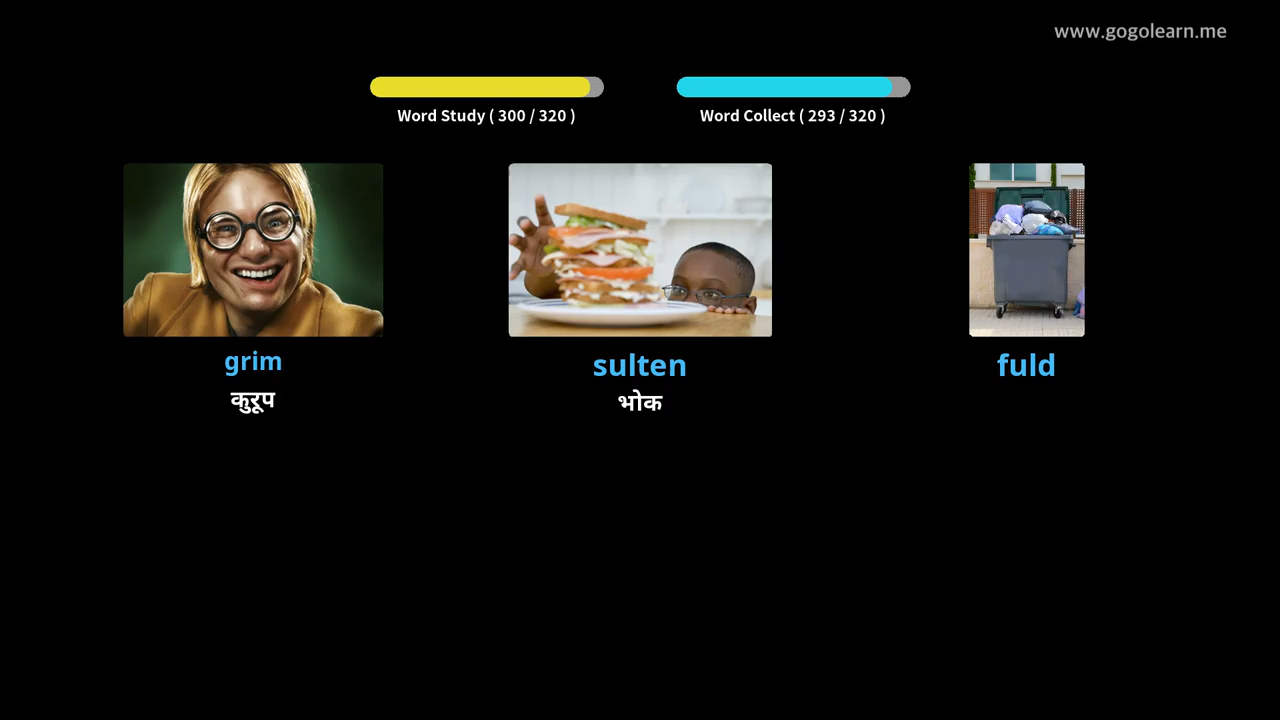 www.gogolearn.me
Word Study ( 300 / 320 )
Word Collect ( 293 / 320 )
grim
कुरूप
sulten
भोक
fuld